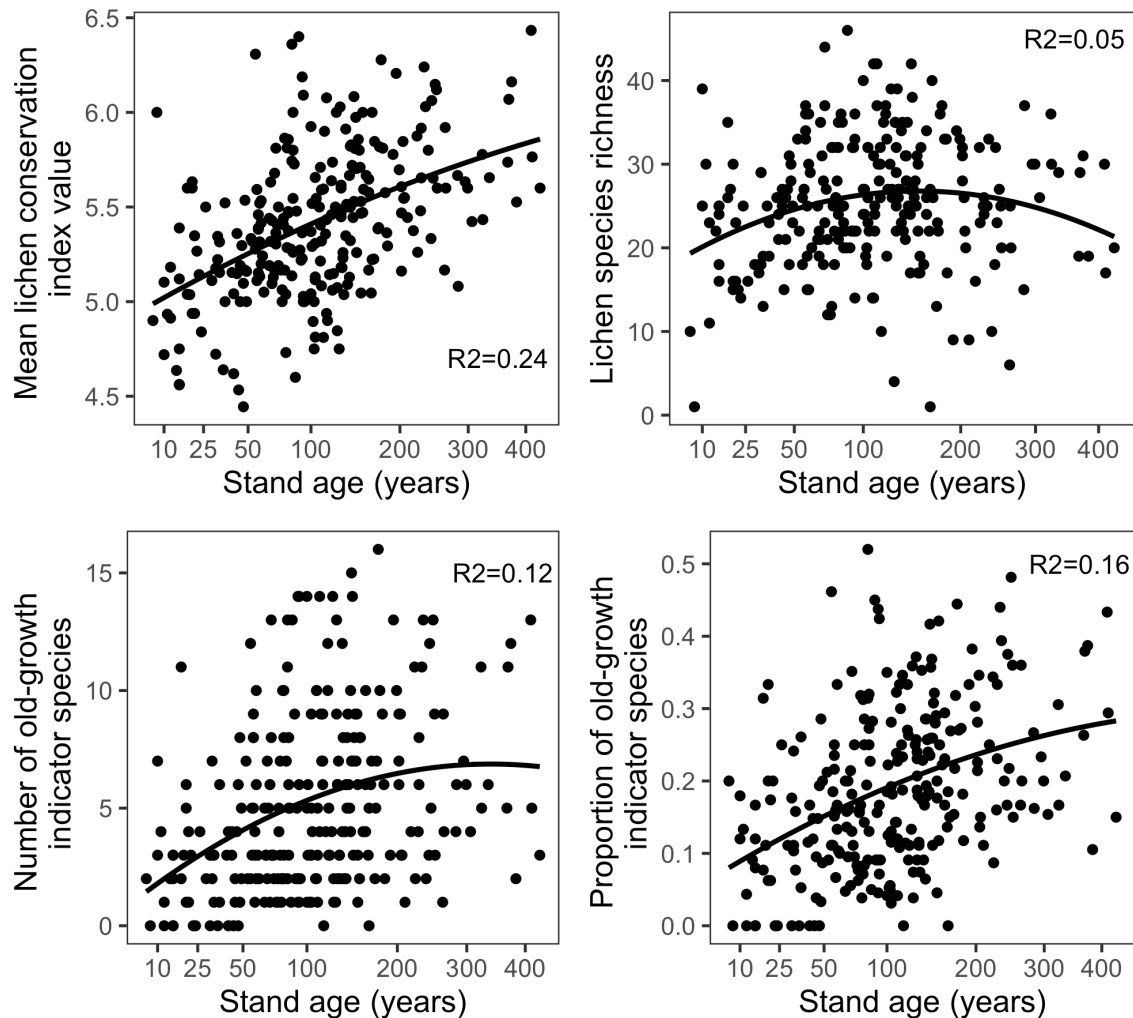 Mean lichen conservation
index value
6.5
6.0
5.5
5.0
4.5
R2=0.24
10 25 50 100 200 300 400
Stand age (years)
Lichen species richness
40
30
20
10
0
R2=0.05
10 25 50 100 200 300 400
Stand age (years)
Number of old-growth
indicator species
15
10
5
0
R2=0.12
10 25 50 100 200 300 400
Stand age (years)
Proportion of old-growth
indicator species
0.5
0.4
0.3
0.2
0.1
0.0
R2=0.16
10 25 50 100 200 300 400
Stand age (years)